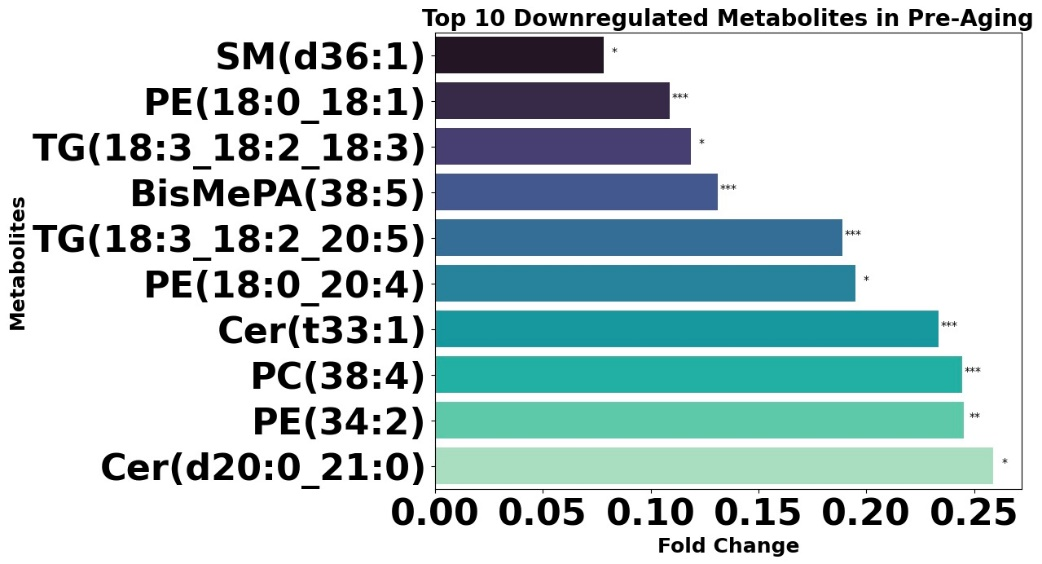 Top 10 Downregulated Metabolites in Pre-Aging
Metabolites
SM(d36:1)
*
PE(18:0_18:1)
***
TG(18:3_18:2_18:3)
*
BisMePA(38:5)
***
TG(18:3_18:2_20:5)
***
PE(18:0_20:4)
*
Cer(t33:1)
***
PC(38:4)
***
PE(34:2)
**
Cer(d20:0_21:0)
*
0.00 0.05 0.10 0.15 0.20 0.25
Fold Change